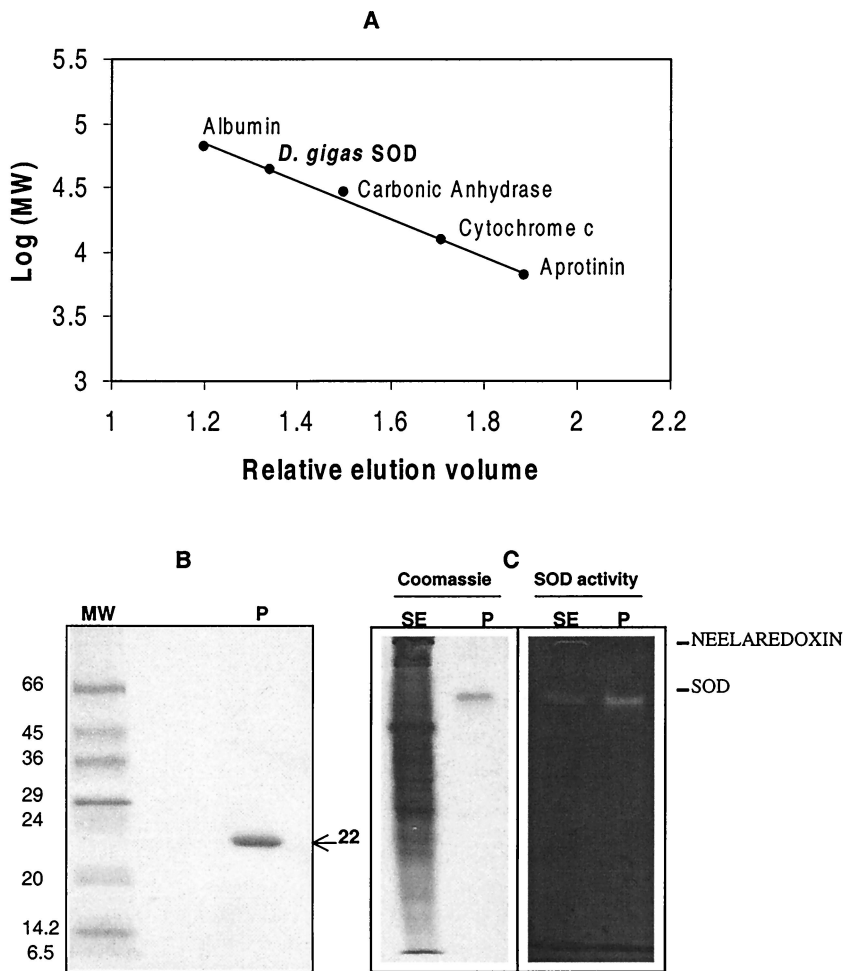 A
5.5
5
4.5
4
3.5
3
Log (MW)
Albumin
D. gigas SOD
Carbonic Anhydrase
Cytochrome c
Aprotinin
1 1.2 1.4 1.6 1.8 2 2.2
Relative elution volume
B
MW P
66
45
36
29
24
20
14.2
6.5
22
C
Coomassie SOD activity
SE P SE P
NEELAREDOXIN
SOD